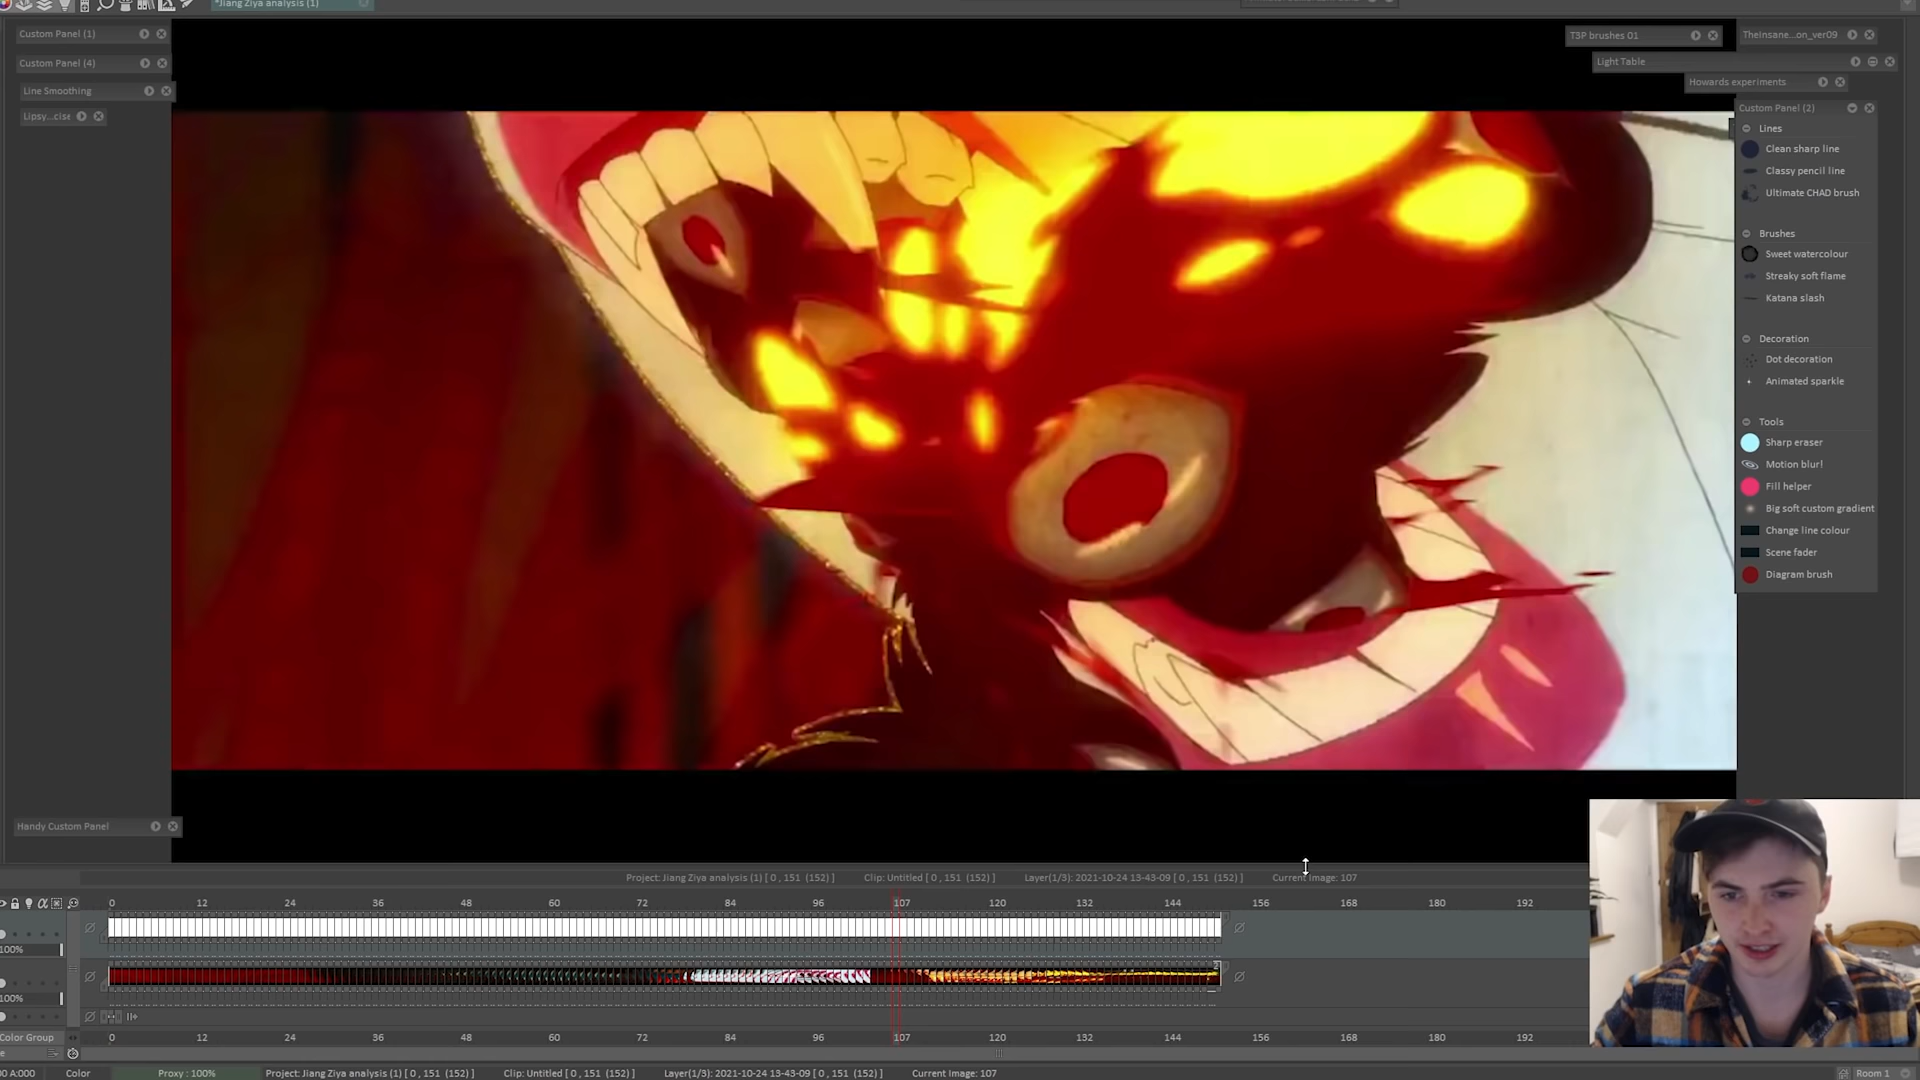 *Jiang Ziya analysis (1)
Custom Panel (1)
Custom Panel (4)
Line Smoothing
Lipsy...cise
T3P brushes 01
TheInsane...on_ver09
Light Table
Howards experiments
Custom Panel (2)
Lines
Clean sharp line
Classy pencil line
Ultimate CHAD brush
Brushes
Sweet watercolour
Streaky soft flame
Katana slash
Decoration
Dot decoration
Animated sparkle
Tools
Sharp eraser
Motion blur!
Fill helper
Big soft custom gradient
Change line colour
Scene fader
Diagram brush
Handy Custom Panel
Project: Jiang Ziya analysis (1) [ 0 , 151 (152) ] Clip: Untitled [ 0 , 151 (152) ] Layer(1/3): 2021-10-24 13-43-09 [ 0 , 151 (152) ] Current Image: 107
0 12 24 36 48 60 72 84 96 107 120 132 144 156 168 180 192
100%
100%
Color Group 0 12 24 36 48 60 72 84 96 107 120 132 144 156 168 180 192
00 A:000 Color Proxy : 100% Project: Jiang Ziya analysis (1) [ 0 , 151 (152) ] Clip: Untitled [ 0 , 151 (152) ] Layer(1/3): 2021-10-24 13-43-09 [ 0 , 151 (152) ] Current Image: 107 Room 1